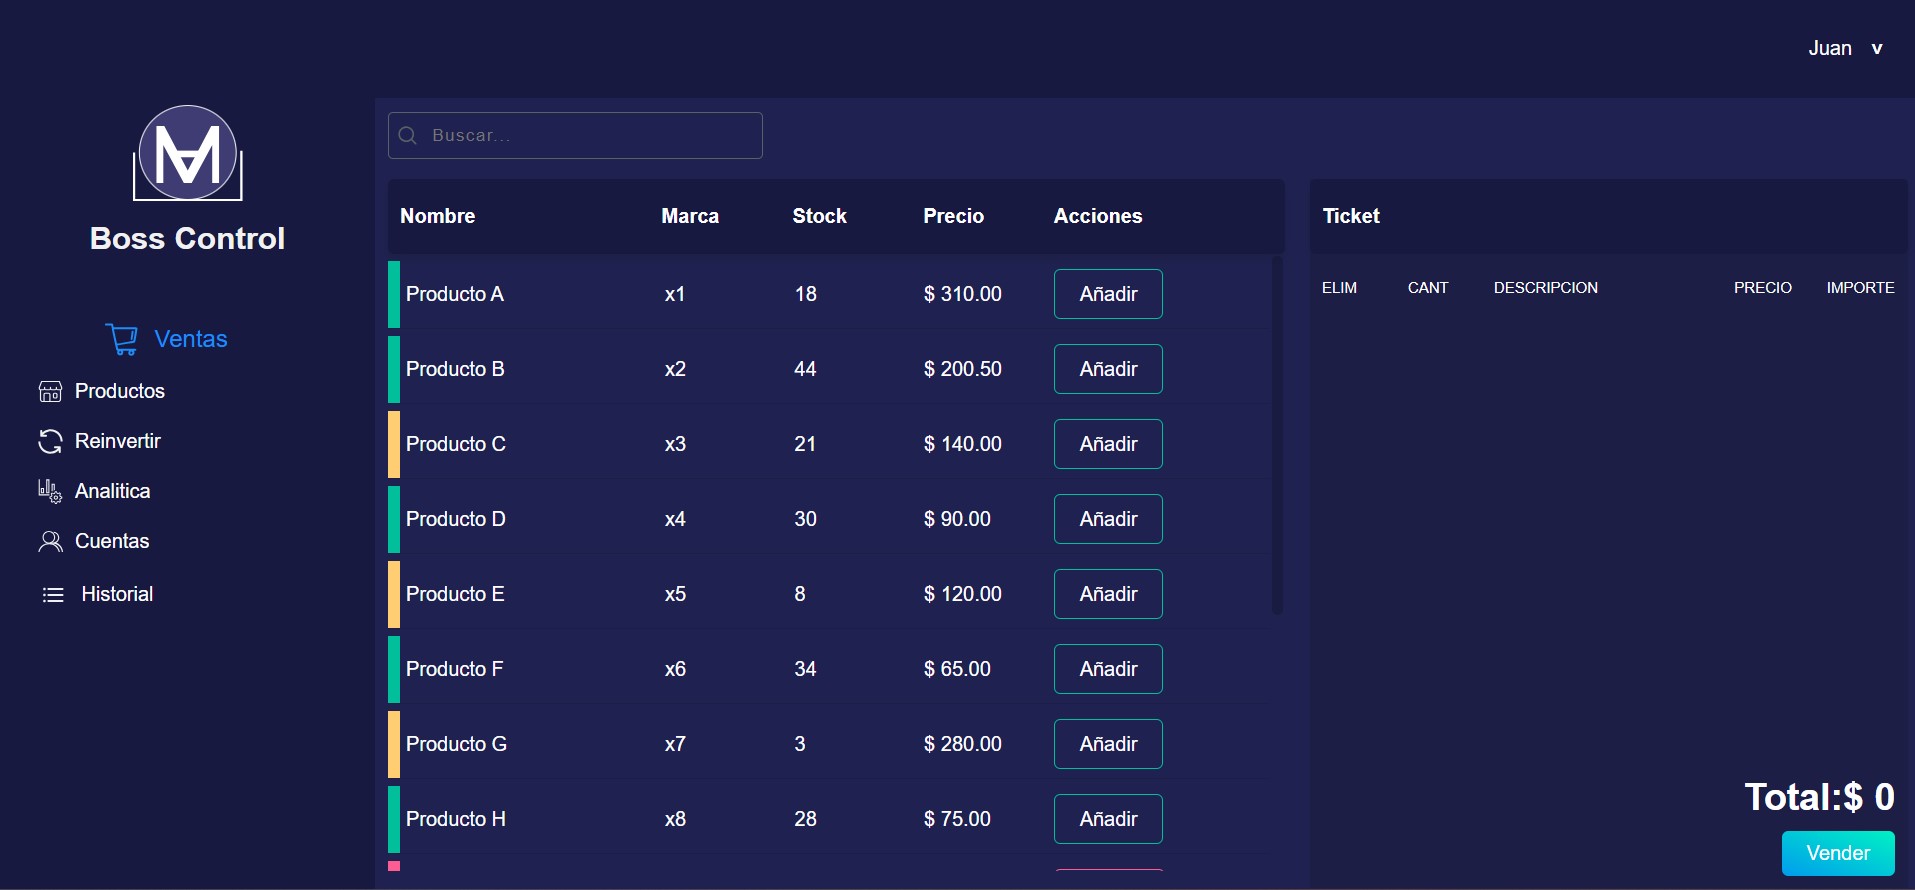 Juan v
Boss Control
Ventas
Productos
Reinvertir
Analitica
Cuentas
Historial
Buscar...
Nombre Marca Stock Precio Acciones
Producto A x1 18 $ 310.00 Añadir
Producto B x2 44 $ 200.50 Añadir
Producto C x3 21 $ 140.00 Añadir
Producto D x4 30 $ 90.00 Añadir
Producto E x5 8 $ 120.00 Añadir
Producto F x6 34 $ 65.00 Añadir
Producto G x7 3 $ 280.00 Añadir
Producto H x8 28 $ 75.00 Añadir
Ticket
ELIM CANT DESCRIPCION PRECIO IMPORTE
Total:$ 0
Vender